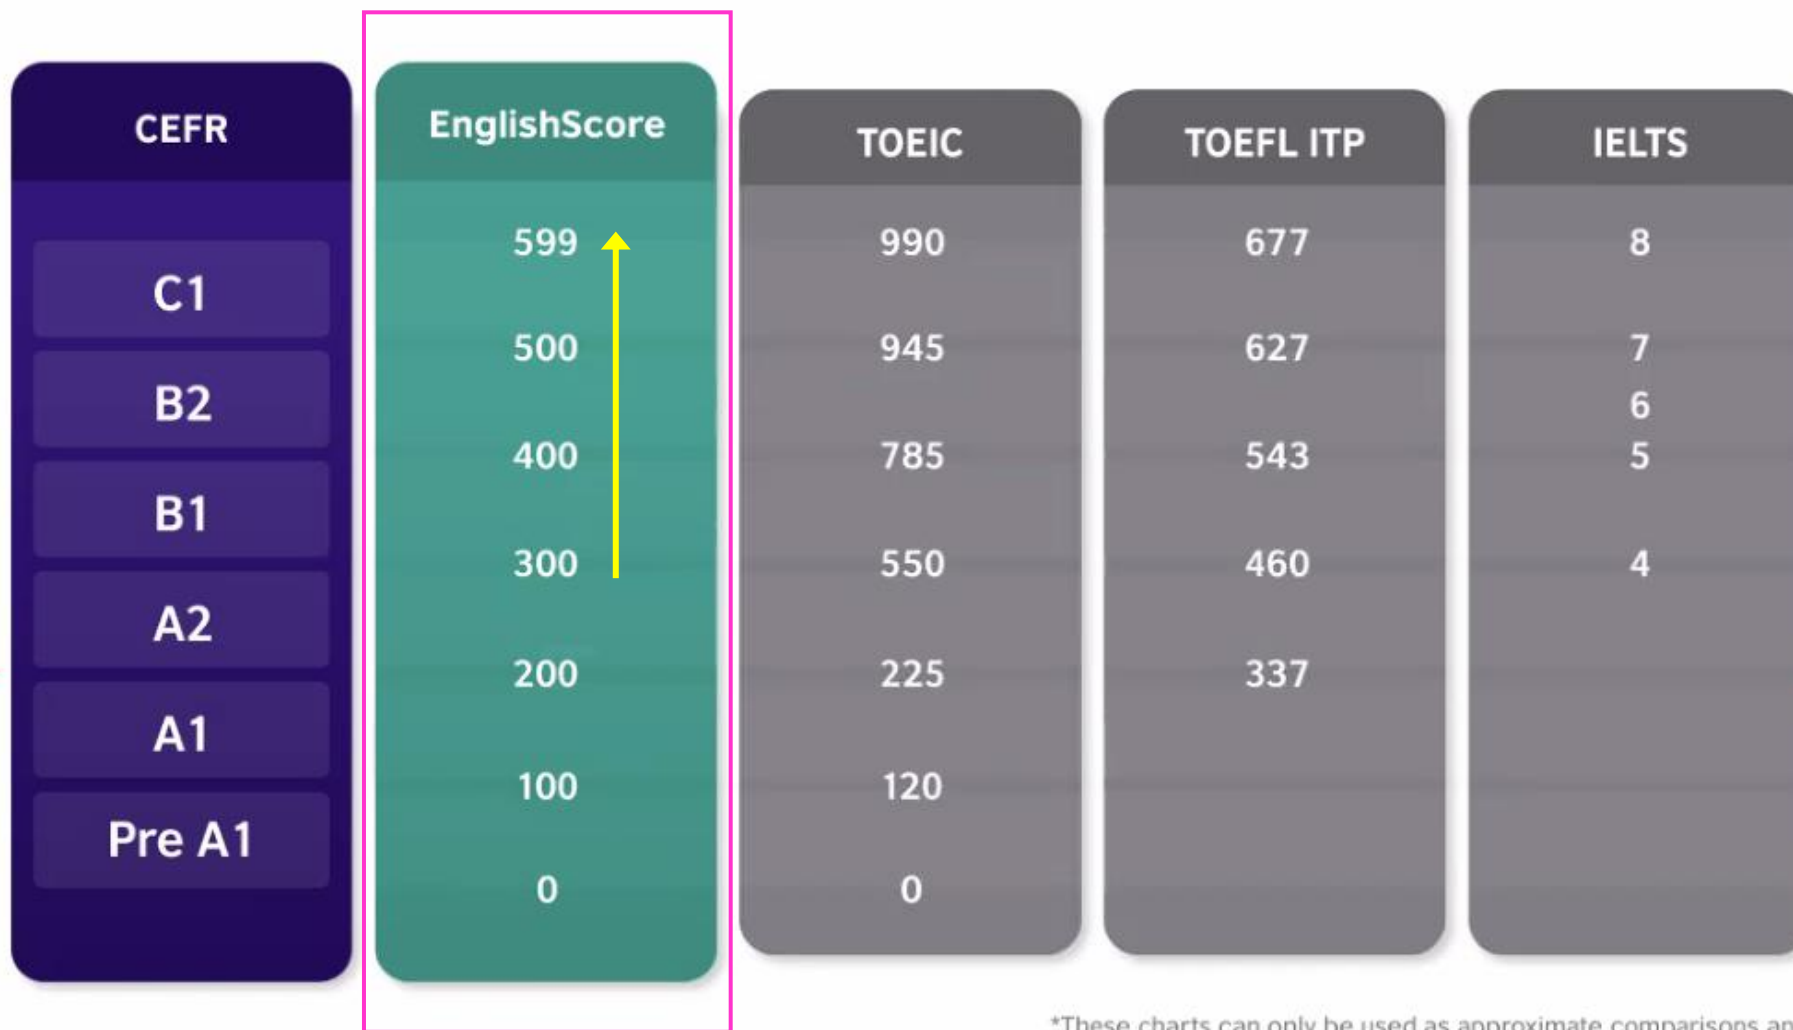 CEFR
C1
B2
B1
A2
A1
Pre A1
EnglishScore
599
500
400
300
200
100
0
TOEIC
990
945
785
550
225
120
0
TOEFL ITP
677
627
543
460
337
IELTS
8
7
6
5
4
*These charts can only be used as approximate comparisons an